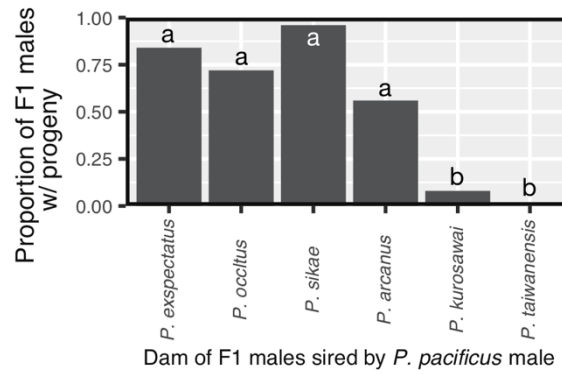 Proportion of F1 males
w/ progeny
1.00
0.75
0.50
0.25
0.00
a
a
a
a
b
b
P. exspectatus
P. occltus
P. sikae
P. arcanus
P. kurosawai
P. taiwanensis
Dam of F1 males sired by P. pacificus male